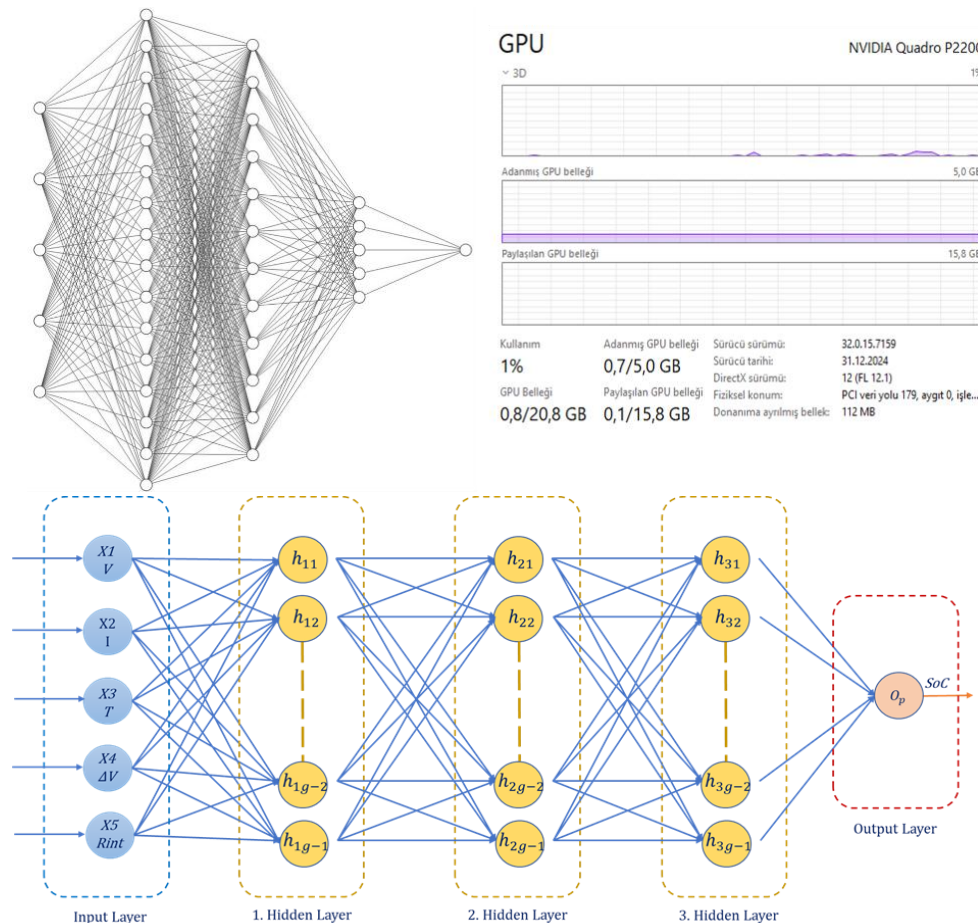 GPU
NVIDIA Quadro P2200
3D
1%
Adanmış GPU belleği
5,0 GB
Paylaşılan GPU belleği
15,8 GB
Kullanım
1%
Adanmış GPU belleği
0,7/5,0 GB
GPU Belleği
0,8/20,8 GB
Paylaşılan GPU belleği
0,1/15,8 GB
Sürücü sürümü: 32.0.15.7159
Sürücü tarihi: 31.12.2024
DirectX sürümü: 12 (FL 12.1)
Fiziksel konum: PCI veri yolu 179, aygıt 0, işle...
Donanıma ayrılmış bellek: 112 MB
X1
V
X2
I
X3
T
X4
ΔV
X5
Rint
h₁₁
h₁₂
h₁g₋₂
h₁g₋₁
h₂₁
h₂₂
h₂g₋₂
h₂g₋₁
h₃₁
h₃₂
h₃g₋₂
h₃g₋₁
Oₚ
SoC
Input Layer
1. Hidden Layer
2. Hidden Layer
3. Hidden Layer
Output Layer